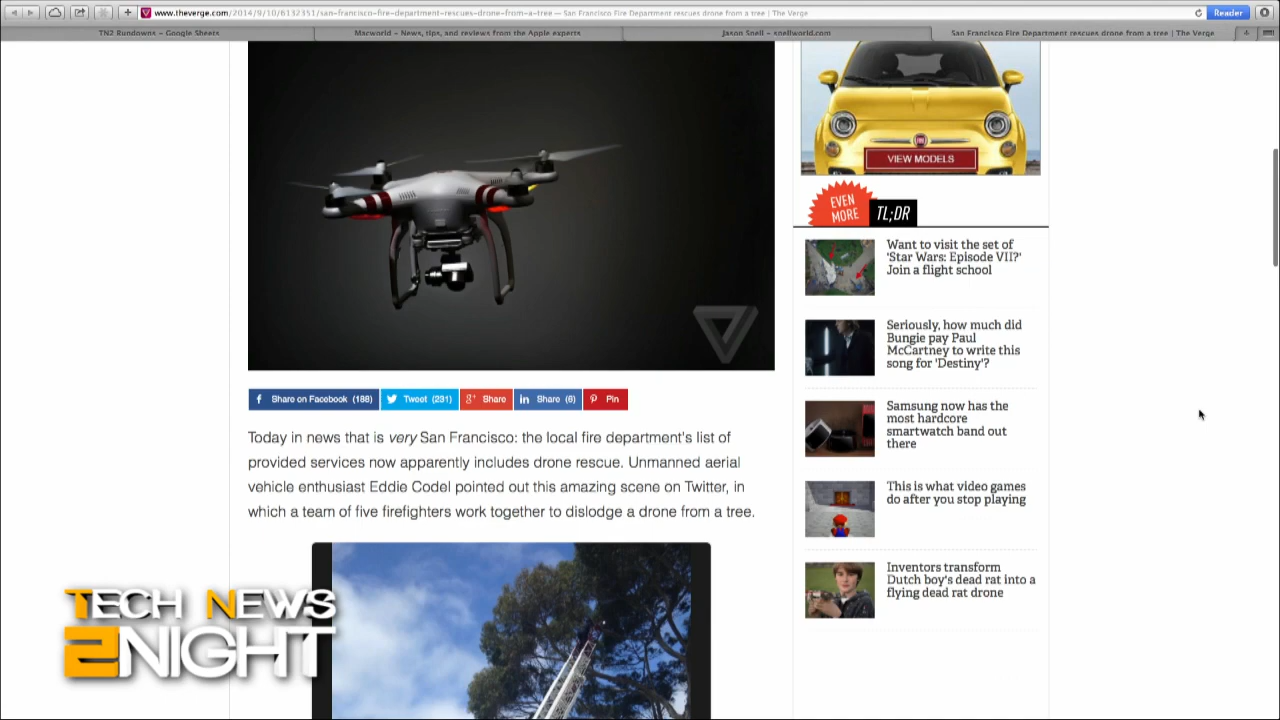 www.theverge.com/2014/9/10/6132351/san-francisco-fire-department-rescues-drone-from-a-tree — San Francisco Fire Department rescues drone from a tree | The Verge
Reader
TN2 Rundowns – Google Sheets
Macworld – News, tips, and reviews from the Apple experts
Jason Snell – snellworld.com
San Francisco Fire Department rescues drone from a tree | The Verge
VIEW MODELS
EVEN
MORE
TL;DR
Want to visit the set of
'Star Wars: Episode VII?'
Join a flight school
Seriously, how much did
Bungie pay Paul
McCartney to write this
song for 'Destiny'?
Samsung now has the
most hardcore
smartwatch band out
there
This is what video games
do after you stop playing
Inventors transform
Dutch boy's dead rat into a
flying dead rat drone
Share on Facebook (188)
Tweet (231)
Share
Share (6)
Pin
Today in news that is very San Francisco: the local fire department's list of
provided services now apparently includes drone rescue. Unmanned aerial
vehicle enthusiast Eddie Codel pointed out this amazing scene on Twitter, in
which a team of five firefighters work together to dislodge a drone from a tree.
TECH NEWS
2NIGHT